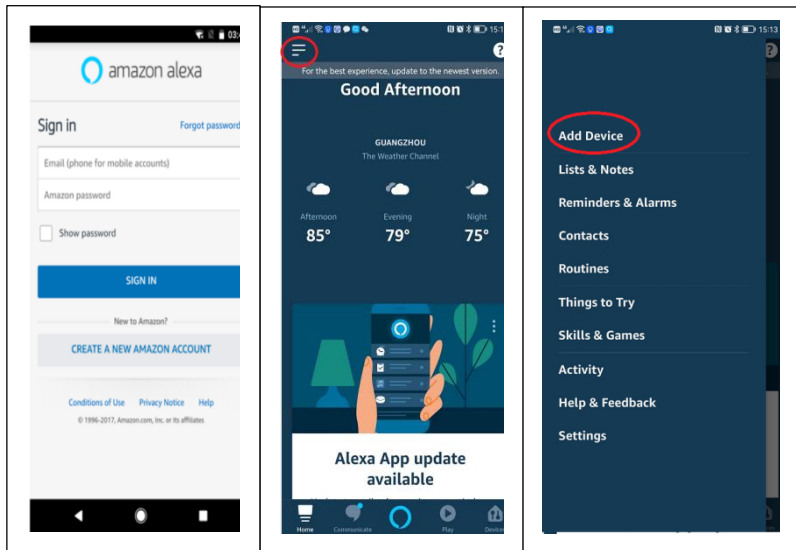 03:
amazon alexa
Sign in
Forgot password
Email (phone for mobile accounts)
Amazon password
Show password
SIGN IN
New to Amazon?
CREATE A NEW AMAZON ACCOUNT
Conditions of Use Privacy Notice Help
© 1996-2017, Amazon.com, Inc. or its affiliates
15:1
?
For the best experience, update to the newest version.
Good Afternoon
GUANGZHOU
The Weather Channel
Afternoon Evening Night
85° 79° 75°
Alexa App update
available
Home Communicate Play Devices
15:13
?
Add Device
Lists & Notes
Reminders & Alarms
Contacts
Routines
Things to Try
Skills & Games
Activity
Help & Feedback
Settings